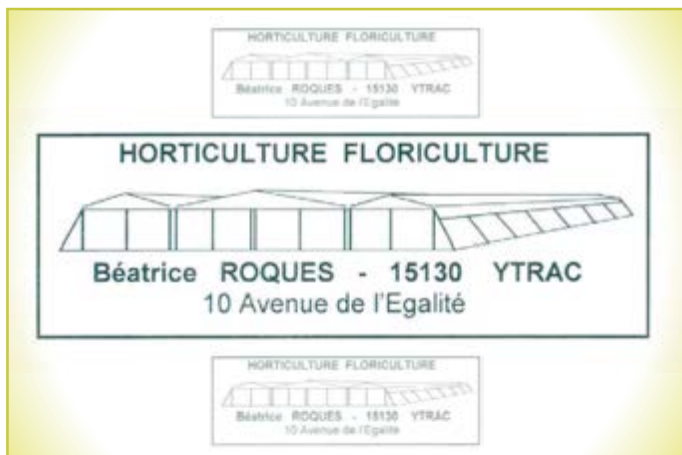 HORTICULTURE FLORICULTURE
Béatrice ROQUES - 15130 YTRAC
10 Avenue de l'Egalité
HORTICULTURE FLORICULTURE
Béatrice ROQUES - 15130 YTRAC
10 Avenue de l'Egalité
HORTICULTURE FLORICULTURE
Béatrice ROQUES - 15130 YTRAC
10 Avenue de l'Egalité